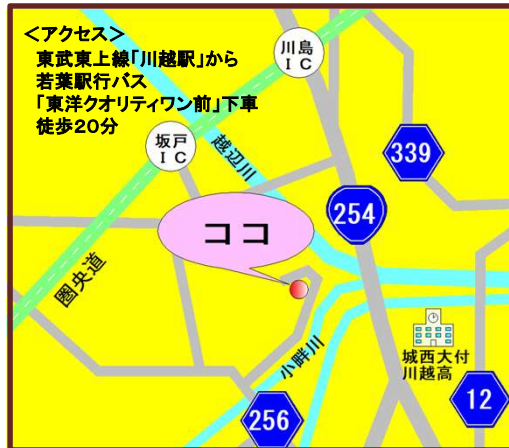 ＜アクセス＞
東武東上線「川越駅」から
若葉駅行バス
「東洋クオリティワン前」下車
徒歩２０分
川島
ＩＣ
坂戸
ＩＣ
越辺川
339
254
ココ
圏央道
小畔川
城西大付
川越高
256
12